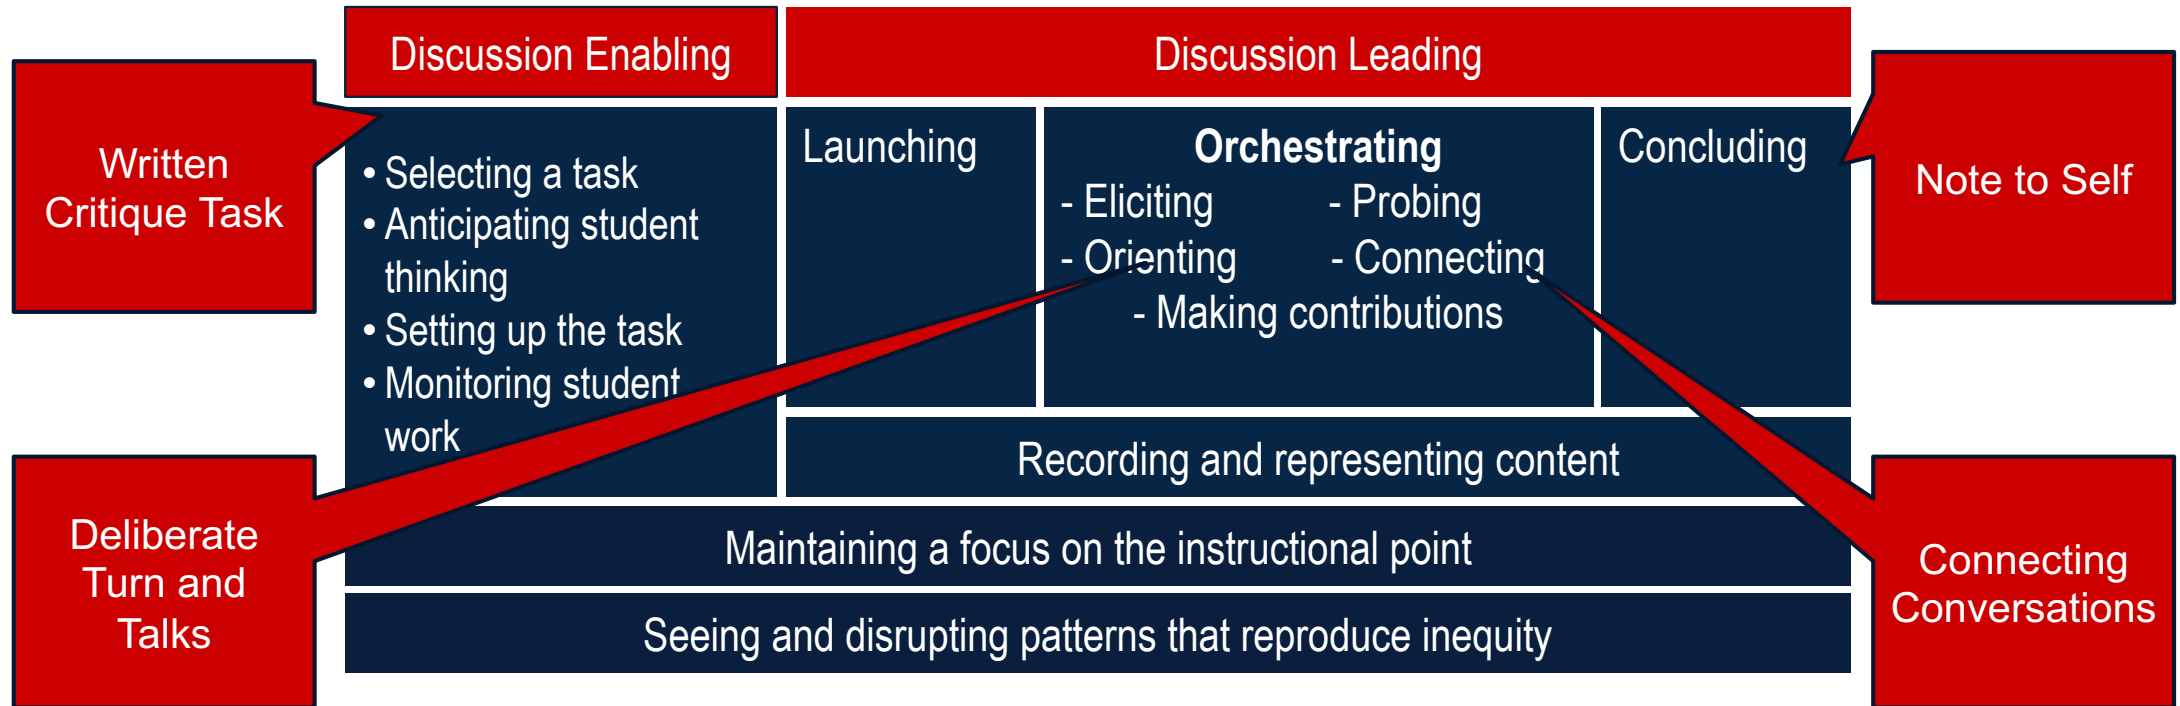 Discussion Enabling
Discussion Leading
Written
Critique Task
• Selecting a task
• Anticipating student
thinking
• Setting up the task
• Monitoring student
work
Launching
Orchestrating
- Eliciting - Probing
- Orienting - Connecting
- Making contributions
Concluding
Note to Self
Recording and representing content
Deliberate
Turn and
Talks
Maintaining a focus on the instructional point
Connecting
Conversations
Seeing and disrupting patterns that reproduce inequity